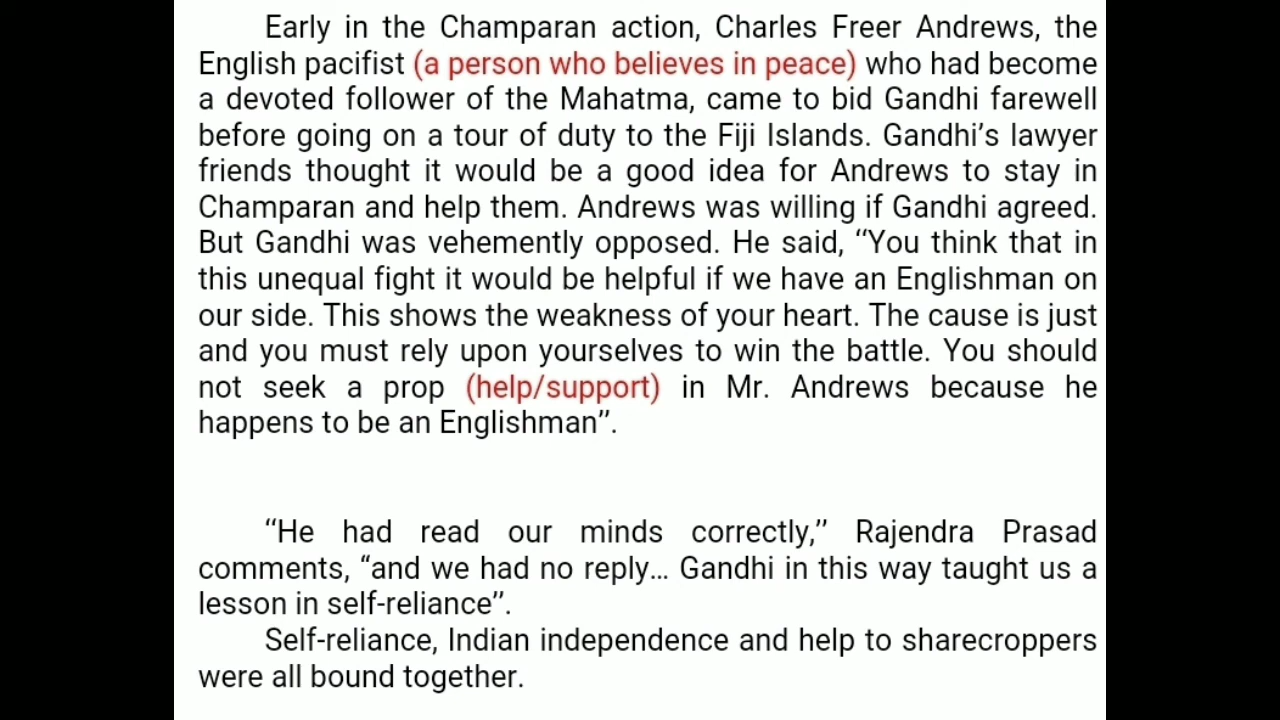 Early in the Champaran action, Charles Freer Andrews, the
English pacifist (a person who believes in peace) who had become
a devoted follower of the Mahatma, came to bid Gandhi farewell
before going on a tour of duty to the Fiji Islands. Gandhi’s lawyer
friends thought it would be a good idea for Andrews to stay in
Champaran and help them. Andrews was willing if Gandhi agreed.
But Gandhi was vehemently opposed. He said, “You think that in
this unequal fight it would be helpful if we have an Englishman on
our side. This shows the weakness of your heart. The cause is just
and you must rely upon yourselves to win the battle. You should
not seek a prop (help/support) in Mr. Andrews because he
happens to be an Englishman”.
“He had read our minds correctly,” Rajendra Prasad
comments, “and we had no reply… Gandhi in this way taught us a
lesson in self-reliance”.
Self-reliance, Indian independence and help to sharecroppers
were all bound together.